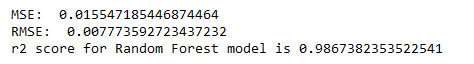 MSE:  0.015547185446874464
RMSE:  0.007773592723437232
r2 score for Random Forest model is 0.9867382353522541